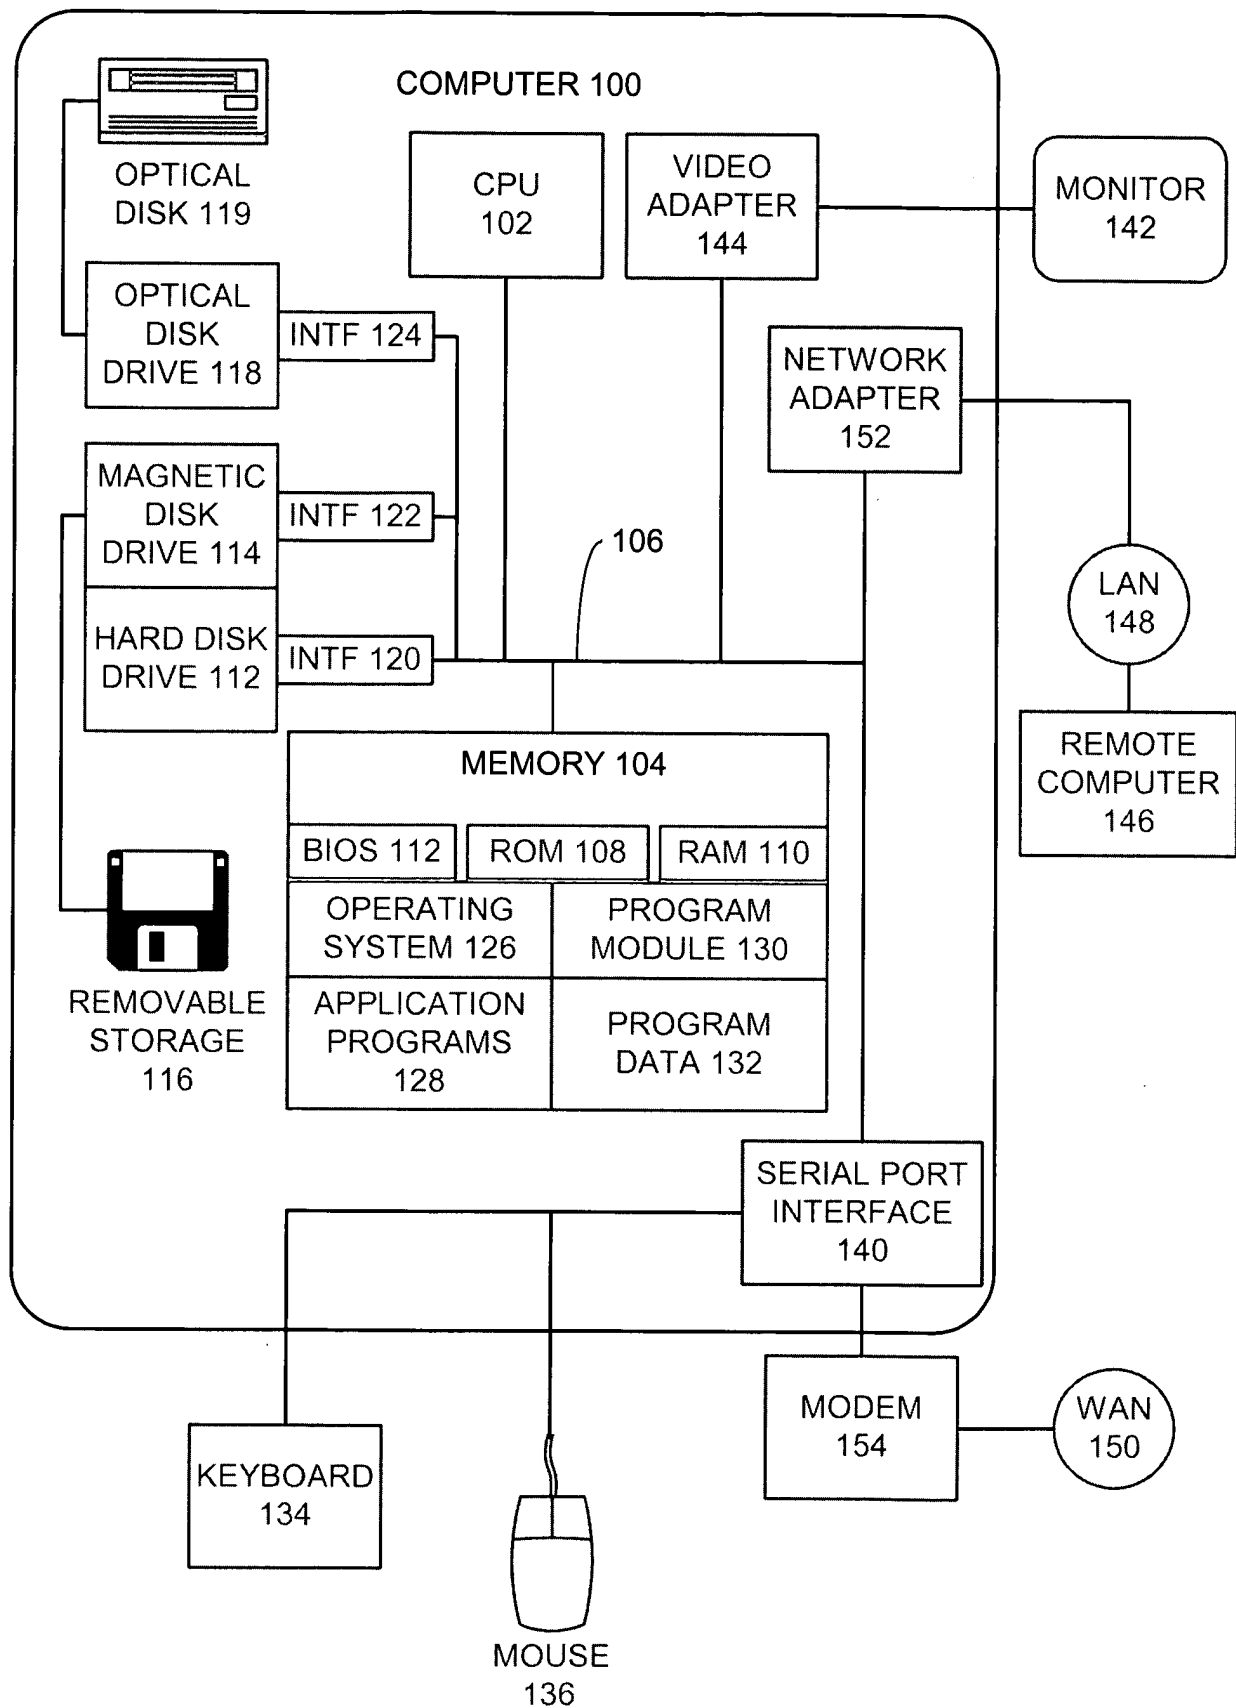 COMPUTER 100
OPTICAL
DISK 119
CPU
102
VIDEO
ADAPTER
144
MONITOR
142
OPTICAL
DISK
DRIVE 118
INTF 124
NETWORK
ADAPTER
152
MAGNETIC
DISK
DRIVE 114
INTF 122
106
LAN
148
HARD DISK
DRIVE 112
INTF 120
REMOTE
COMPUTER
146
MEMORY 104
BIOS 112
ROM 108
RAM 110
OPERATING
SYSTEM 126
PROGRAM
MODULE 130
APPLICATION
PROGRAMS
128
PROGRAM
DATA 132
REMOVABLE
STORAGE
116
SERIAL PORT
INTERFACE
140
MODEM
154
WAN
150
KEYBOARD
134
MOUSE
136